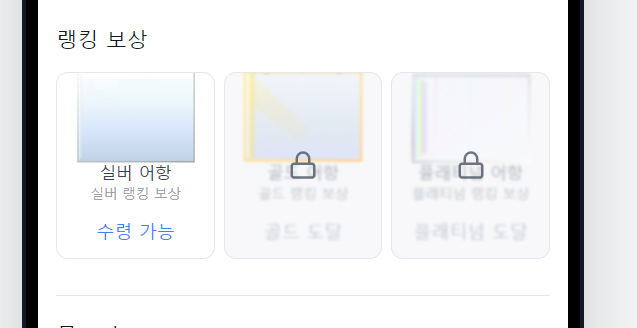 랭킹 보상
실버 어항
실버 랭킹 보상
수령 가능
골드 어항
골드 랭킹 보상
골드 도달
플래티넘 어항
플래티넘 랭킹 보상
플래티넘 도달